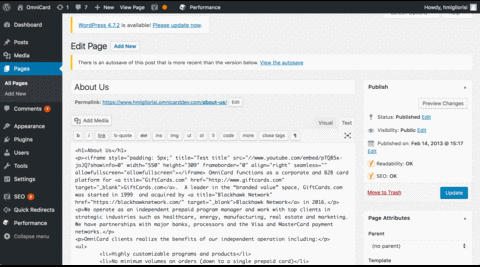 OmniCard 1 7 New View Page Performance Howdy, hmigliorisi
Dashboard
Posts
Media
Pages
All Pages
Add New
Comments
Appearance
Plugins
Users
Tools
Settings
SEO 2
Quick Redirects
Performance
Collapse menu
WordPress 4.7.2 is available! Please update now.
Edit Page Add New
There is an autosave of this post that is more recent than the version below. View the autosave
About Us
Permalink: https://www.hmigliorisi.omnicarddev.com/about-us/ Edit
Add Media
Visual Text
b i link b-quote del ins img ul ol li code more close tags ¶
<h1>About Us</h1>
<p><iframe style="padding: 5px;" title="Test title" src="//www.youtube.com/embed/
width="550" height="309" frameborder="0" align="right" seamless=""
allowfullscreen="allowfullscreen"></iframe> OmniCard functions as a corporate and B2B card
platform for <a title="GiftCards.com" href="http://www.giftcards.com"
target="_blank">GiftCards.com</a>. A leader in the "branded value" space, GiftCards.com
was started in 1999 and acquired by <a title="Blackhawk Network"
href="https://blackhawknetwork.com/" target="_blank">Blackhawk Network</a> in 2016.</p>
<p>We operate as an independent prepaid program manager and work with top clients in
strategic industries such as healthcare, energy, manufacturing, real estate and marketing.
We have partnerships with major banks, processors and the Visa and MasterCard payment
networks.</p>
<p>OmniCard clients realize the benefits of our independent operation including:</p>
<ul>
<li>Highly customizable programs and products</li>
<li>No minimum volumes on orders (down to a single prepaid card)</li>
Publish
Preview Changes
Status: Published Edit
Visibility: Public Edit
Published on: Feb 14, 2013 @ 15:17
Edit
Readability: OK
SEO: OK
Move to Trash Update
Page Attributes
Parent
(no parent)
Template